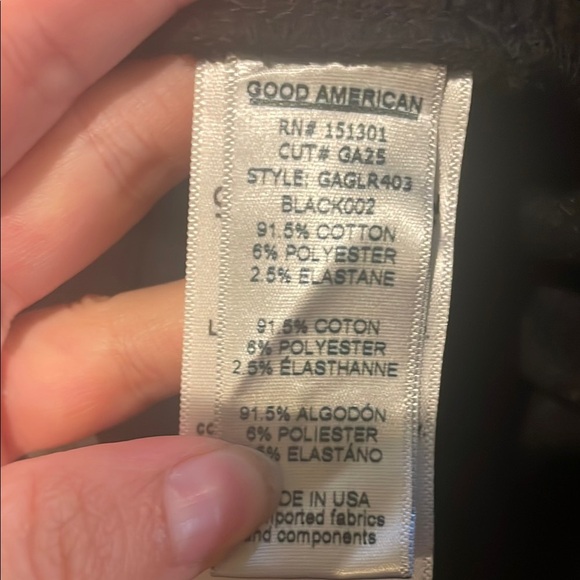 GOOD AMERICAN
RN# 151301
CUT# GA25
STYLE: GAGLR403
BLACK002
91.5% COTTON
6% POLYESTER
2.5% ELASTANE
91.5% COTON
6% POLYESTER
2.5% ÉLASTHANNE
91.5% ALGODÓN
6% POLIESTER
ELASTÁNO
IN USA
fabrics
and components